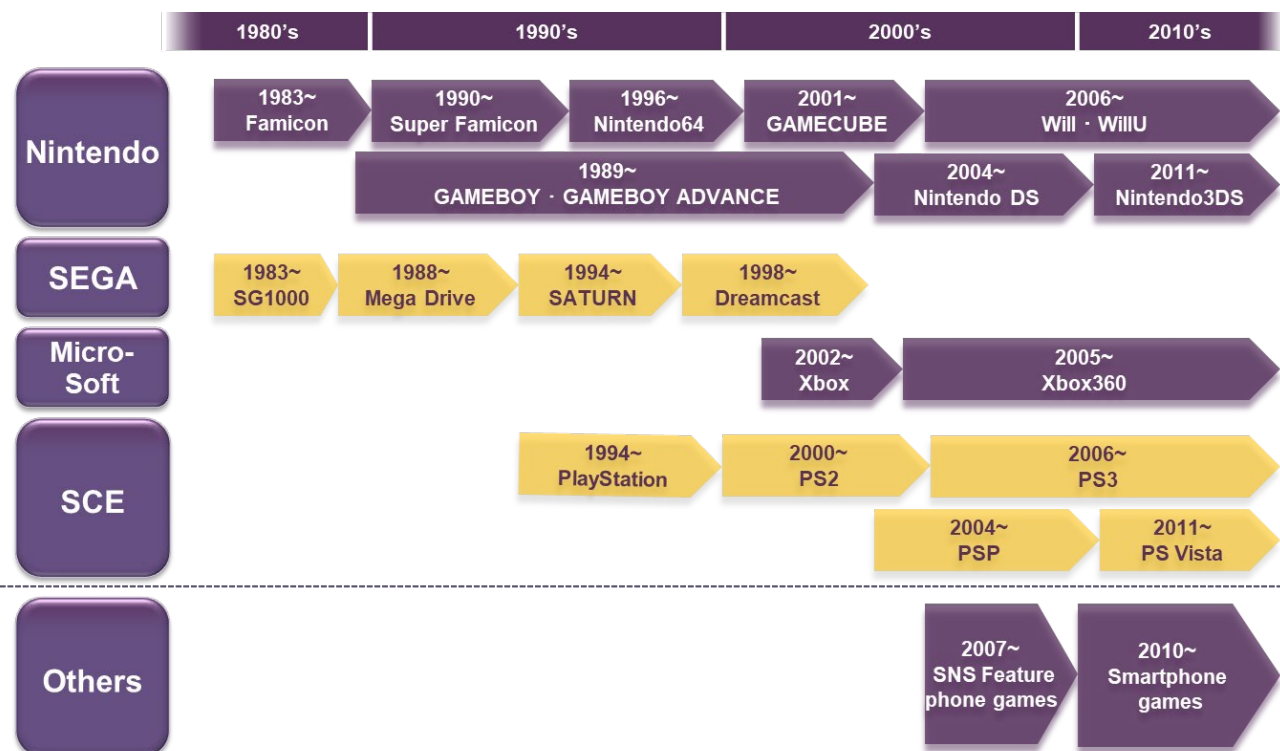 1980's
1990's
2000's
2010's
Nintendo
1983~
Famicon
1990~
Super Famicon
1996~
Nintendo64
2001~
GAMECUBE
2006~
Will · WillU
1989~
GAMEBOY · GAMEBOY ADVANCE
2004~
Nintendo DS
2011~
Nintendo3DS
SEGA
1983~
SG1000
1988~
Mega Drive
1994~
SATURN
1998~
Dreamcast
Micro-
Soft
2002~
Xbox
2005~
Xbox360
SCE
1994~
PlayStation
2000~
PS2
2006~
PS3
2004~
PSP
2011~
PS Vista
Others
2007~
SNS Feature
phone games
2010~
Smartphone
games